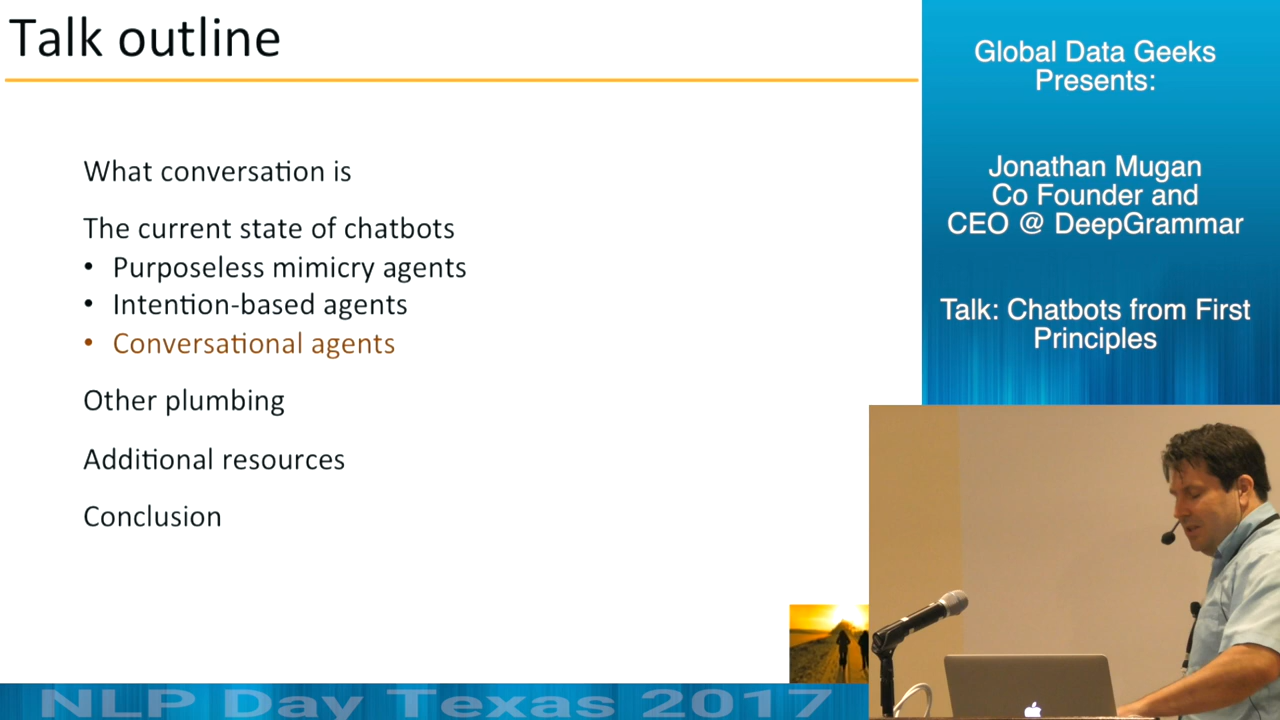 Talk outline
What conversation is
The current state of chatbots
• Purposeless mimicry agents
• Intention-based agents
• Conversational agents
Other plumbing
Additional resources
Conclusion
Global Data Geeks
Presents:
Jonathan Mugan
Co Founder and
CEO @ DeepGrammar
Talk: Chatbots from First
Principles
NLP Day Texas 2017